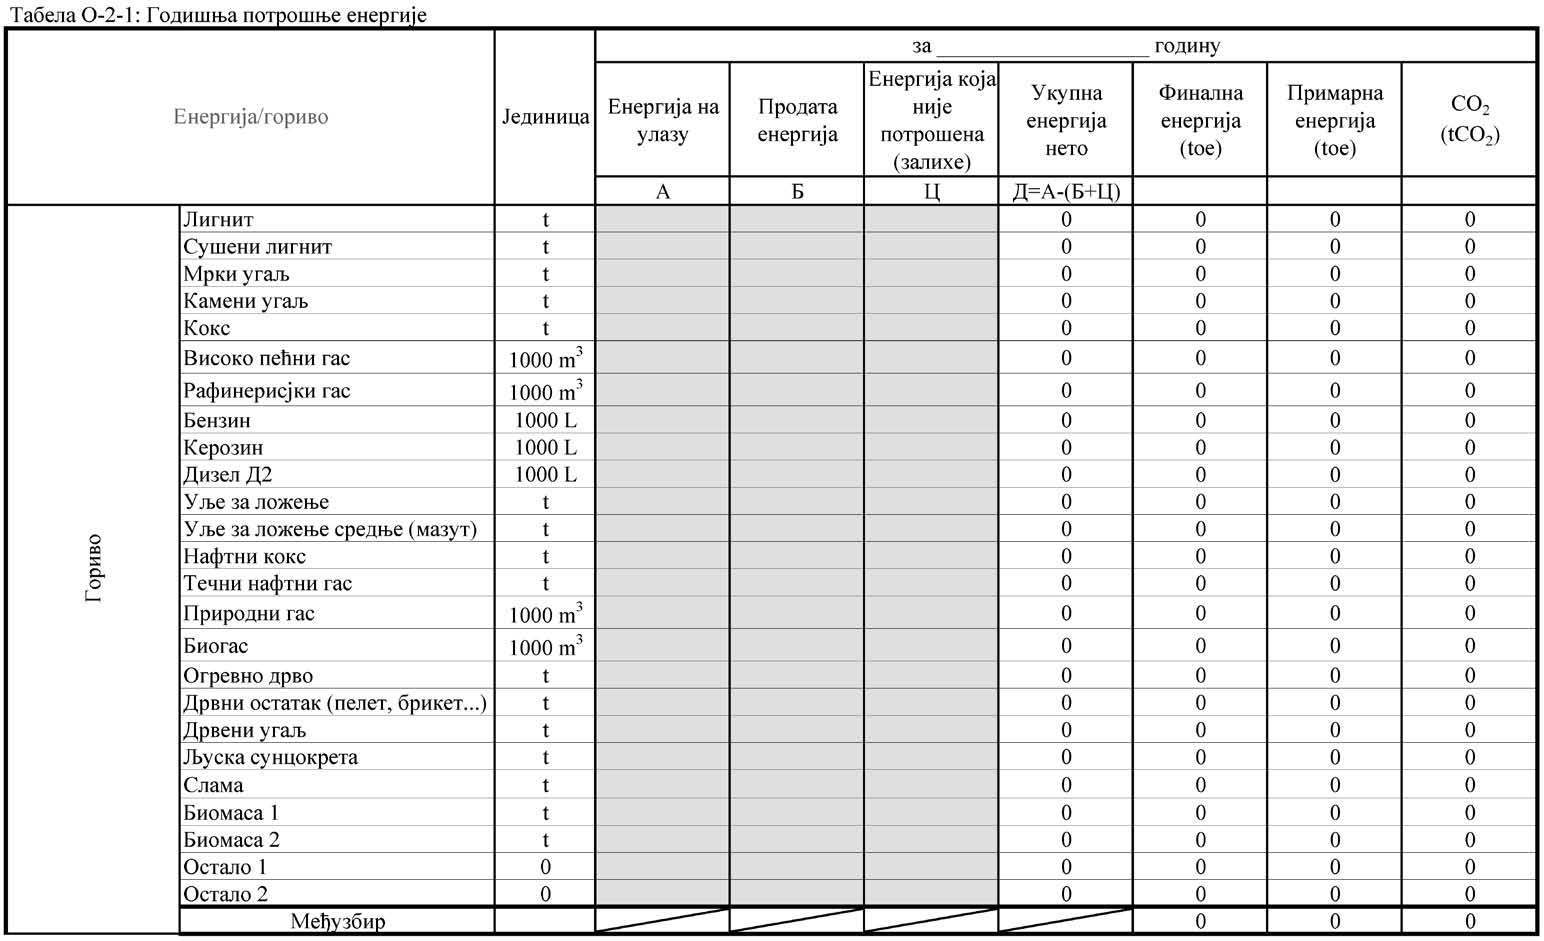 Табела О-2-1: Годишња потрошње енергије
Енергија/гориво Јединица за ____________________ годину
Енергија на улазу Продата енергија Енергија која није потрошена (залихе) Укупна енергија нето Финална енергија (toe) Примарна енергија (toe) CO2 (tCO2)
А Б Ц Д=А-(Б+Ц)
Гориво
Лигнит t 0 0 0 0
Сушени лигнит t 0 0 0 0
Мрки угаљ t 0 0 0 0
Камени угаљ t 0 0 0 0
Кокс t 0 0 0 0
Високо пећни гас 1000 m3 0 0 0 0
Рафинерисјки гас 1000 m3 0 0 0 0
Бензин 1000 L 0 0 0 0
Керозин 1000 L 0 0 0 0
Дизел Д2 1000 L 0 0 0 0
Уље за ложење t 0 0 0 0
Уље за ложење средње (мазут) t 0 0 0 0
Нафтни кокс t 0 0 0 0
Течни нафтни гас t 0 0 0 0
Природни гас 1000 m3 0 0 0 0
Биогас 1000 m3 0 0 0 0
Огревно дрво t 0 0 0 0
Дрвни остатак (пелет, брикет...) t 0 0 0 0
Дрвени угаљ t 0 0 0 0
Љуска сунцокрета t 0 0 0 0
Слама t 0 0 0 0
Биомаса 1 t 0 0 0 0
Биомаса 2 t 0 0 0 0
Остало 1 0 0 0 0 0
Остало 2 0 0 0 0 0
Међузбир 0 0 0